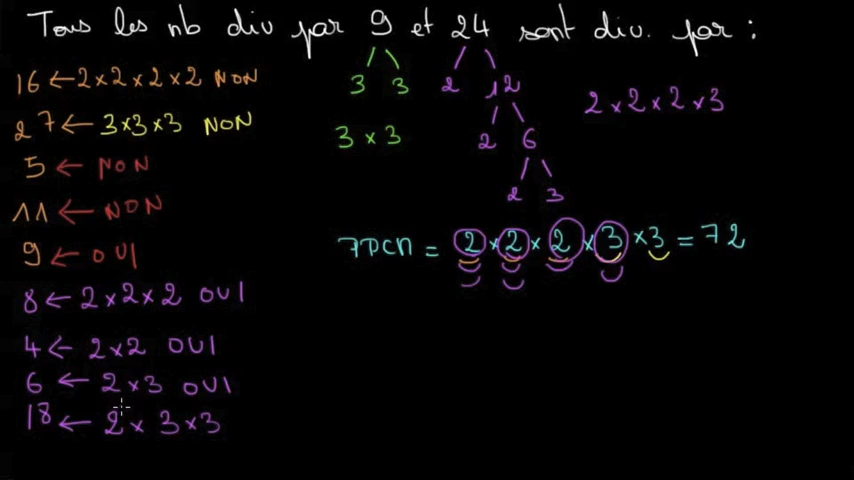 Tous les nb div par 9 et 24 sont div. par :
16 ← 2×2×2×2 NON
27 ← 3×3×3 NON
5 ← NON
11 ← NON
9 ← OUI
8 ← 2×2×2 OUI
4 ← 2×2 OUI
6 ← 2×3 OUI
18 ← 2×3×3
3 3
3×3
2 12
2 6
2 3
2×2×2×3
PPCM = 2×2×2×3×3 = 72